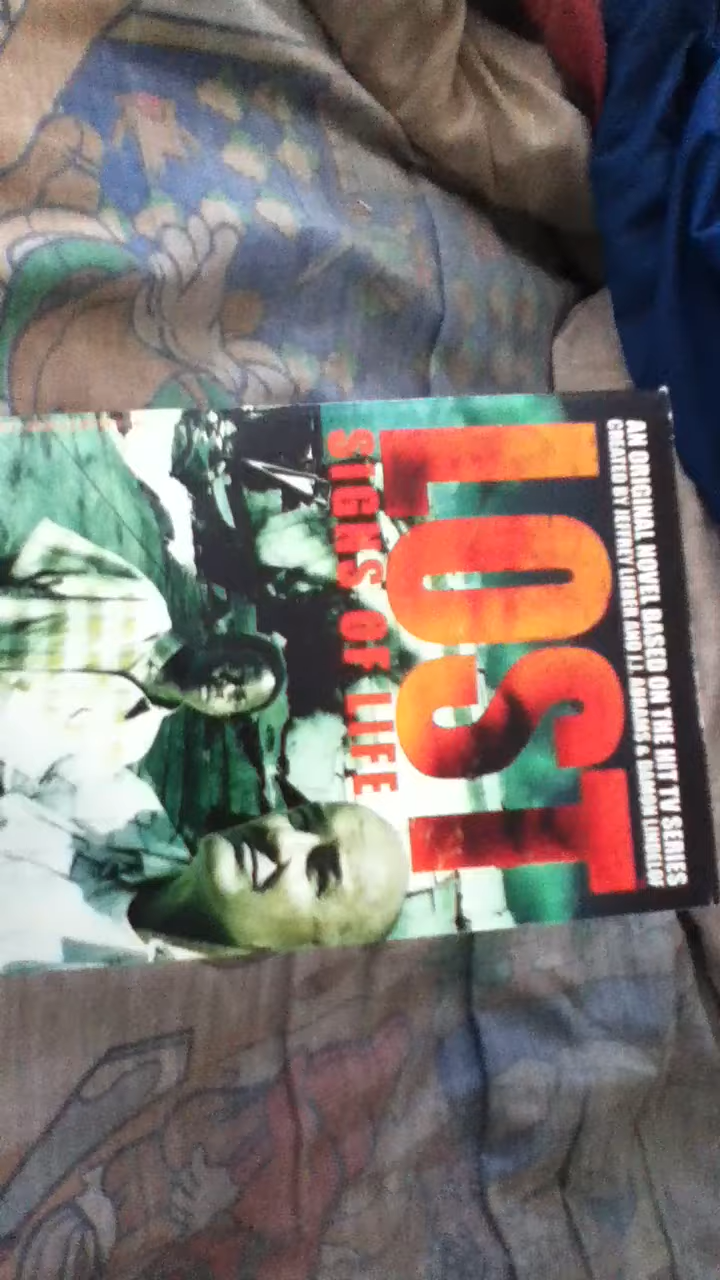 AN ORIGINAL NOVEL BASED ON THE HIT TV SERIES
CREATED BY JEFFREY LIEBER AND J.J. ABRAMS & DAMON LINDELOF
LOST
SIGNS OF LIFE